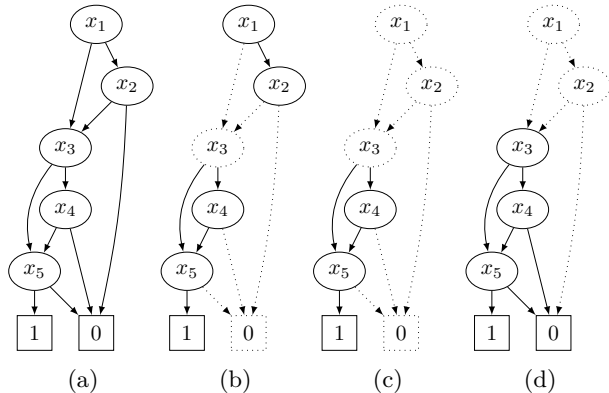 x₁ x₁ x₁ x₁
x₂ x₂ x₂ x₂
x₃ x₃ x₃ x₃
x₄ x₄ x₄ x₄
x₅ x₅ x₅ x₅
1 0 1 0 1 0 1 0
(a) (b) (c) (d)